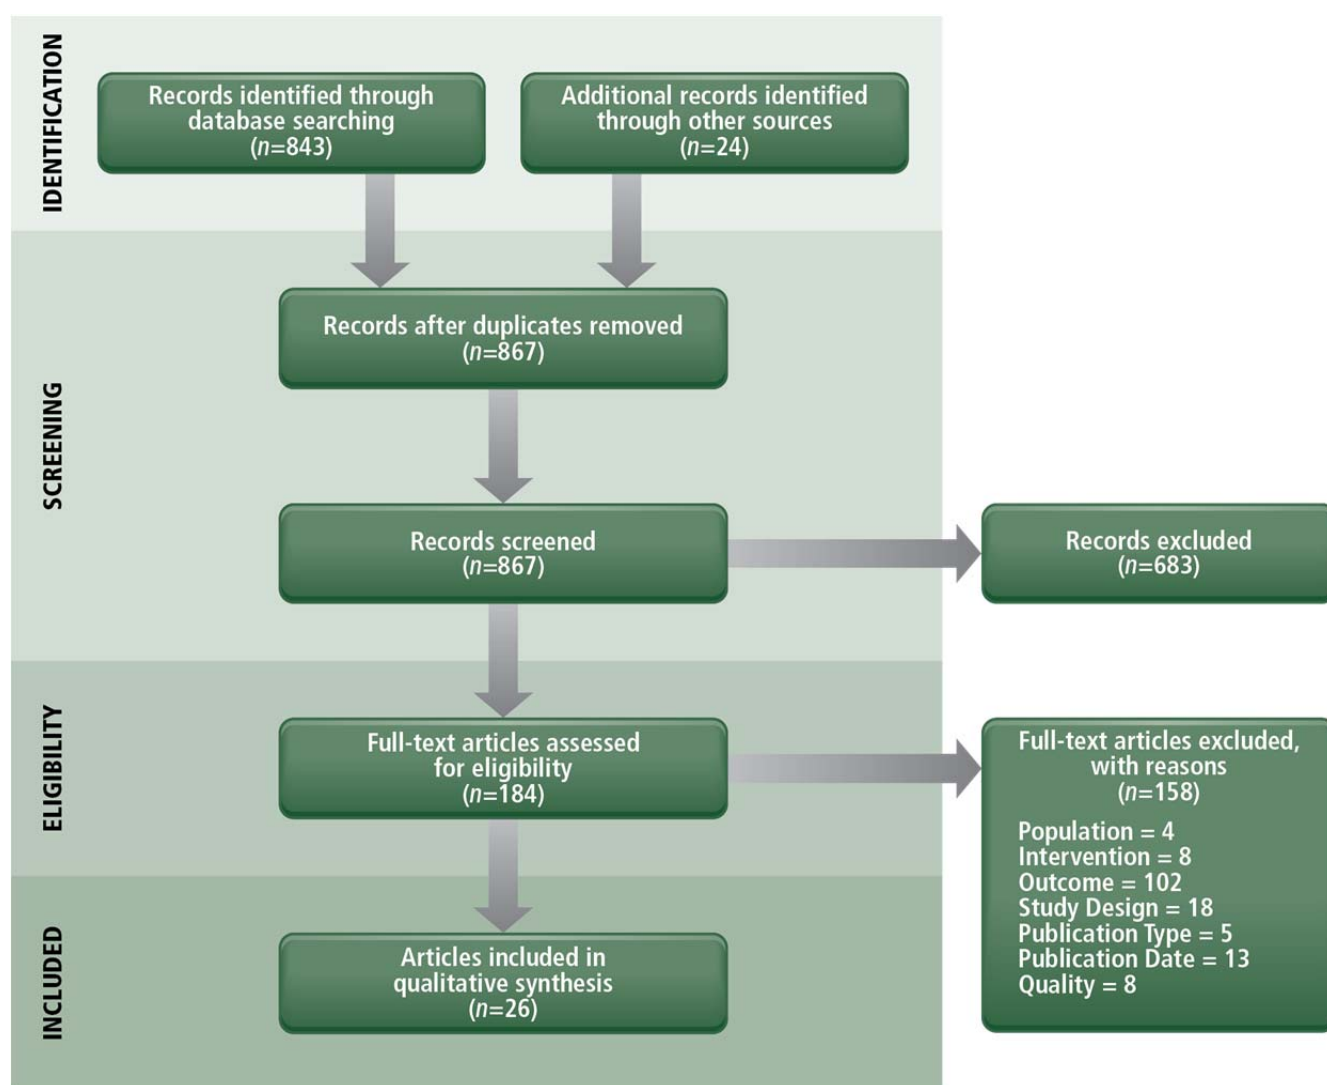 IDENTIFICATION
Records identified through
database searching
(n=843)
Additional records identified
through other sources
(n=24)
SCREENING
Records after duplicates removed
(n=867)
Records screened
(n=867)
Records excluded
(n=683)
ELIGIBILITY
Full-text articles assessed
for eligibility
(n=184)
Full-text articles excluded,
with reasons
(n=158)
Population = 4
Intervention = 8
Outcome = 102
Study Design = 18
Publication Type = 5
Publication Date = 13
Quality = 8
INCLUDED
Articles included in
qualitative synthesis
(n=26)